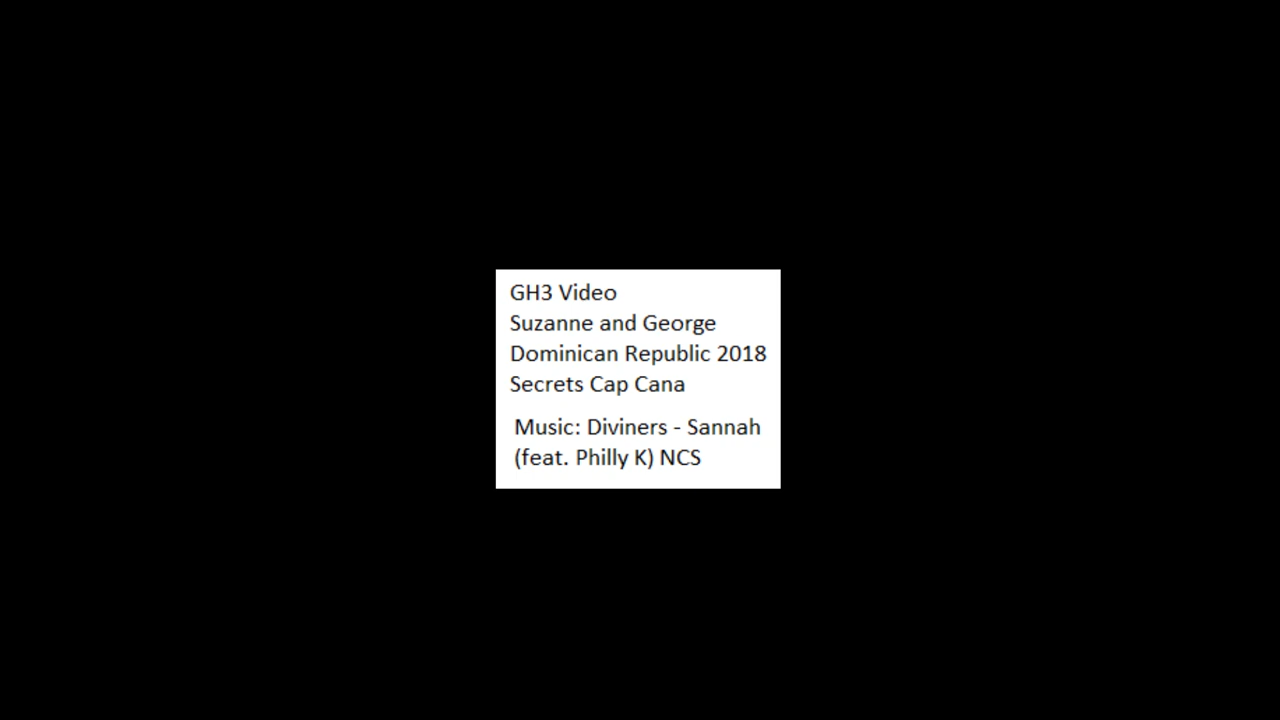 GH3 Video
Suzanne and George
Dominican Republic 2018
Secrets Cap Cana
Music: Diviners - Sannah
(feat. Philly K) NCS